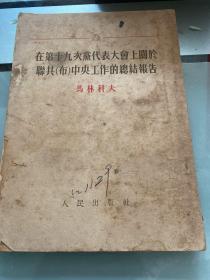 在第十九次黨代表大會上關於
聯共(布)中央工作的總結報告
馬林科夫
人民出版社